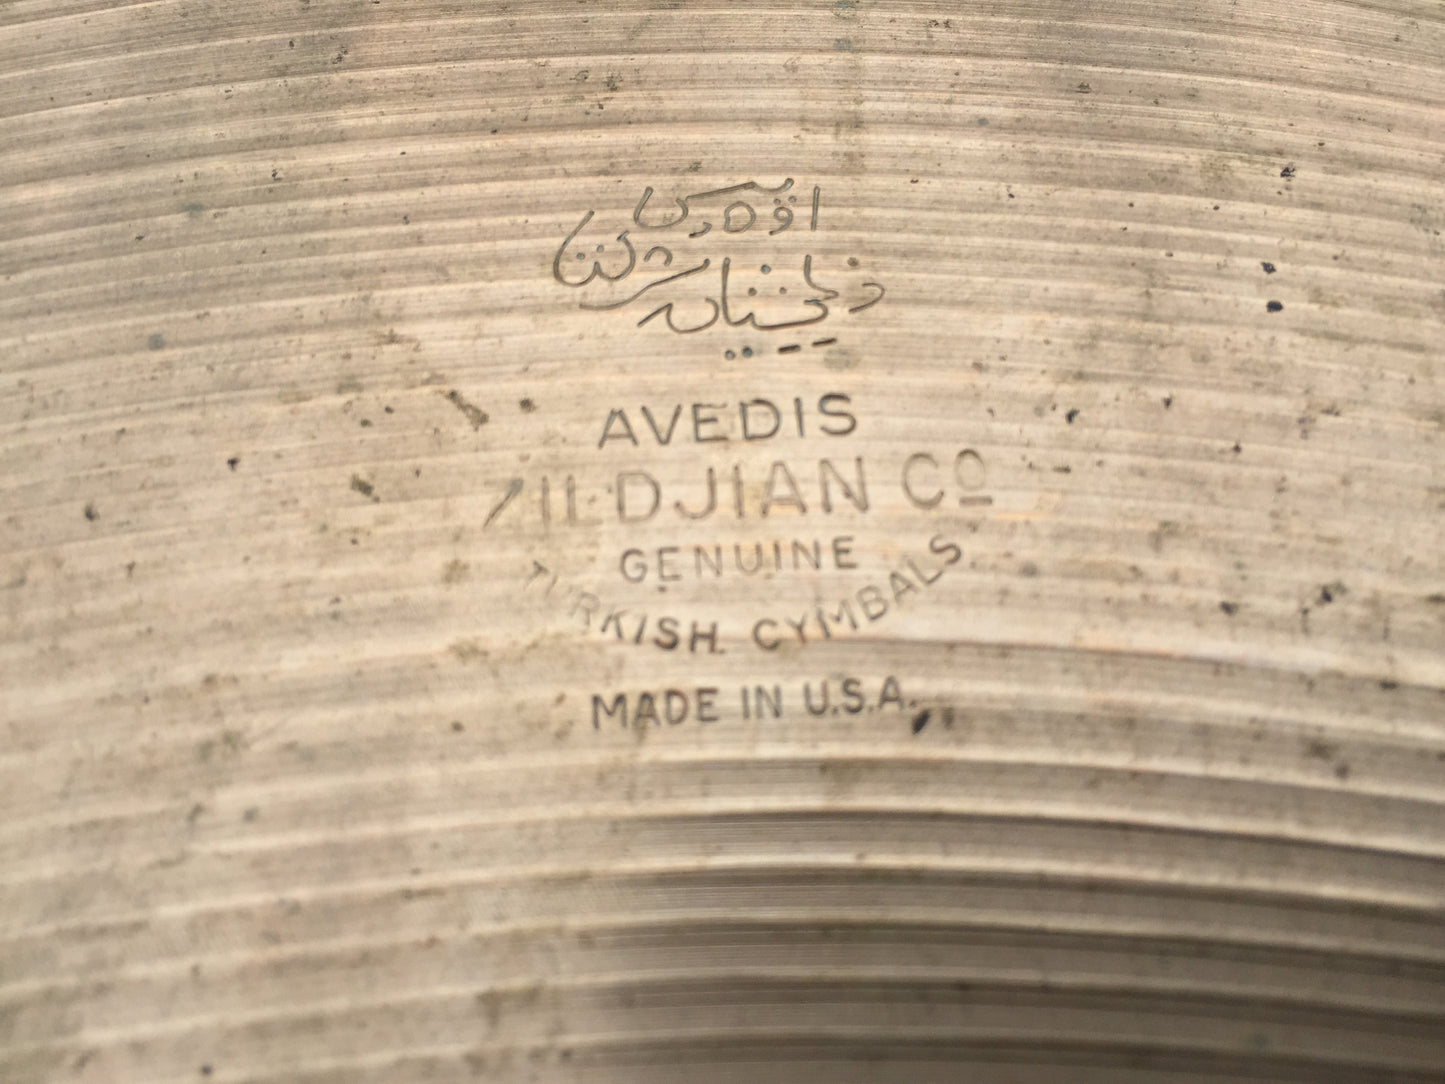 AVEDIS
ZILDJIAN Cº
GENUINE
TURKISH CYMBALS
MADE IN U.S.A.